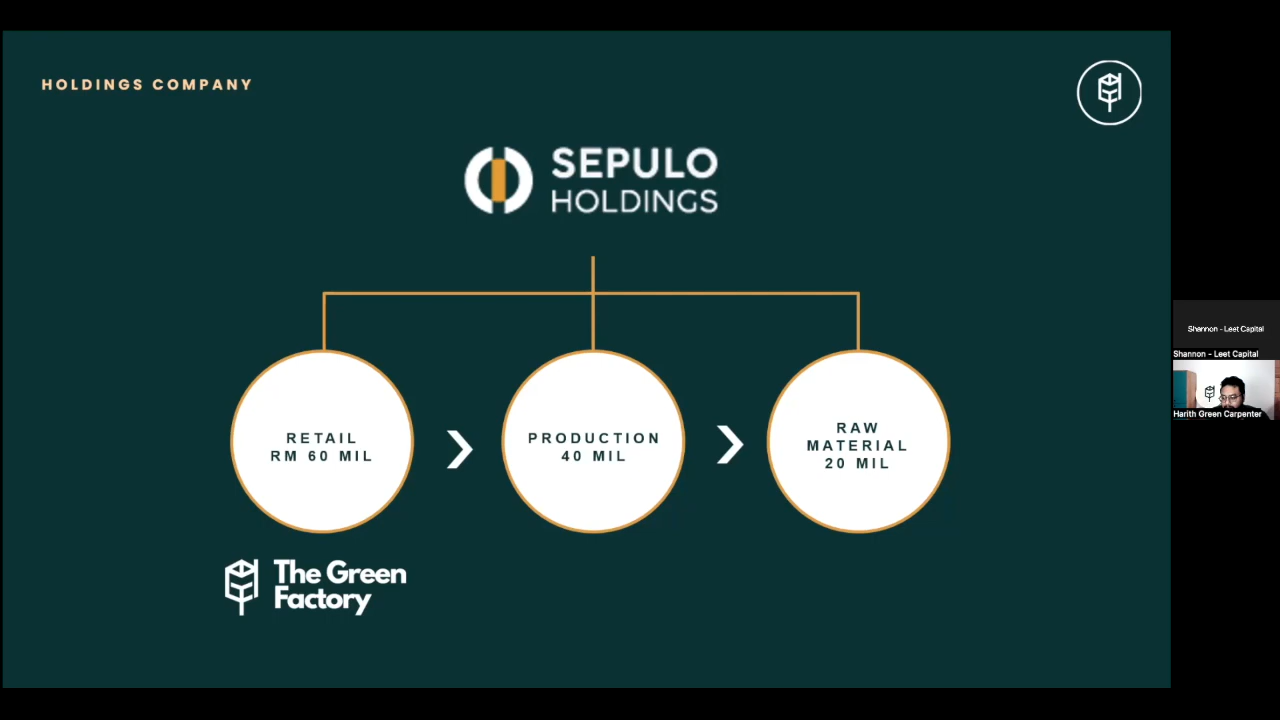 HOLDINGS COMPANY
SEPULO
HOLDINGS
RETAIL
RM 60 MIL
PRODUCTION
40 MIL
RAW
MATERIAL
20 MIL
The Green
Factory
Shannon - Leet Capital
Shannon - Leet Capital
Harith Green Carpenter